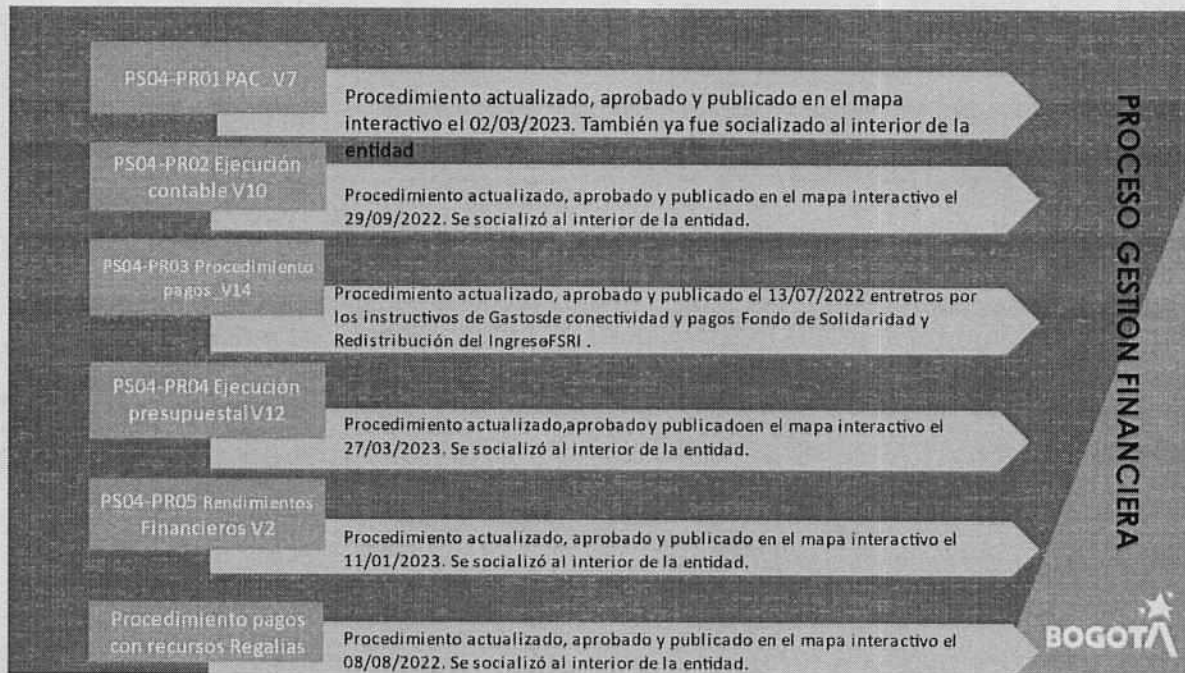 PS04-PR01 PAC_V7
Procedimiento actualizado, aprobado y publicado en el mapa
interactivo el 02/03/2023. También ya fue socializado al interior de la
entidad
PS04-PR02 Ejecución
contable V10
Procedimiento actualizado, aprobado y publicado en el mapa interactivo el
29/09/2022. Se socializó al interior de la entidad.
PS04-PR03 Procedimiento
pagos_V14
Procedimiento actualizado, aprobado y publicado el 13/07/2022 entretros por
los instructivos de Gastosde conectividad y pagos Fondo de Solidaridad y
Redistribución del IngresoFSRI .
PS04-PR04 Ejecución
presupuestal V12
Procedimiento actualizado,aprobado y publicadoen el mapa interactivo el
27/03/2023. Se socializó al interior de la entidad.
PS04-PR05 Rendimientos
Financieros V2
Procedimiento actualizado, aprobado y publicado en el mapa interactivo el
11/01/2023. Se socializó al interior de la entidad.
Procedimiento pagos
con recursos Regalias
Procedimiento actualizado, aprobado y publicado en el mapa interactivo el
08/08/2022. Se socializó al interior de la entidad.
PROCESO GESTION FINANCIERA
BOGOTÁ